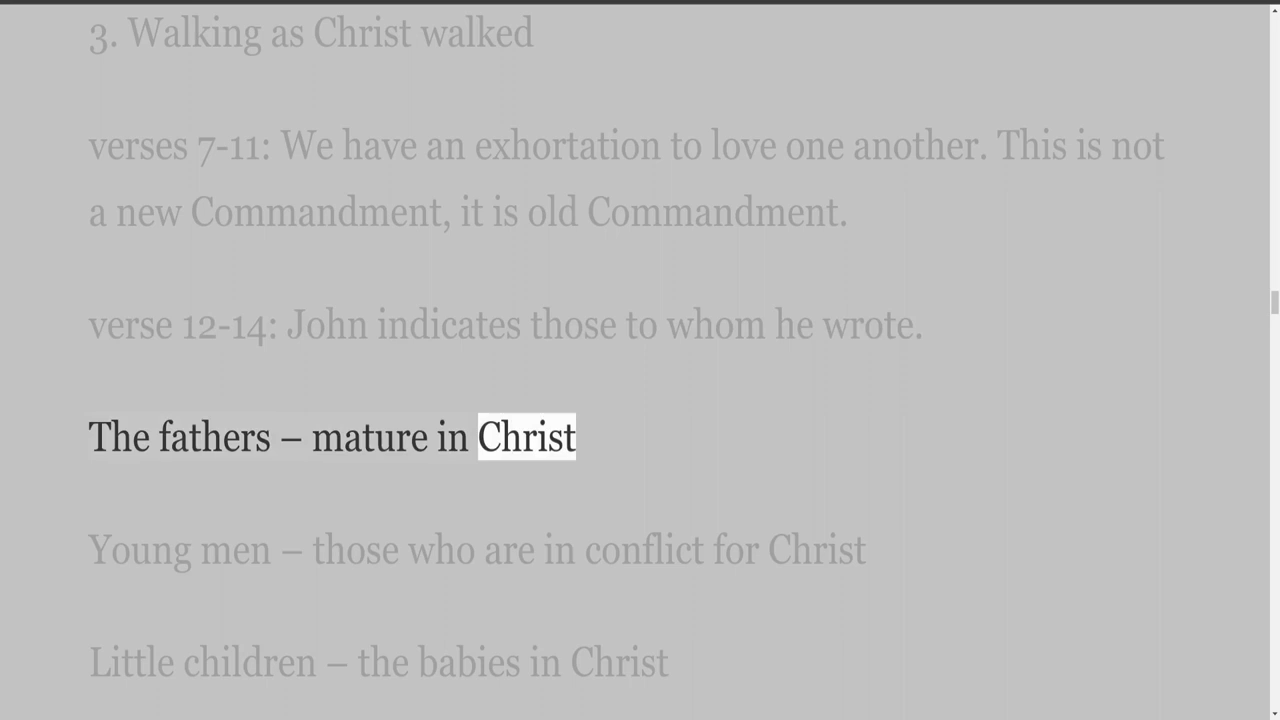 3. Walking as Christ walked
verses 7-11: We have an exhortation to love one another. This is not
a new Commandment, it is old Commandment.
verse 12-14: John indicates those to whom he wrote.
The fathers – mature in Christ
Young men – those who are in conflict for Christ
Little children – the babies in Christ